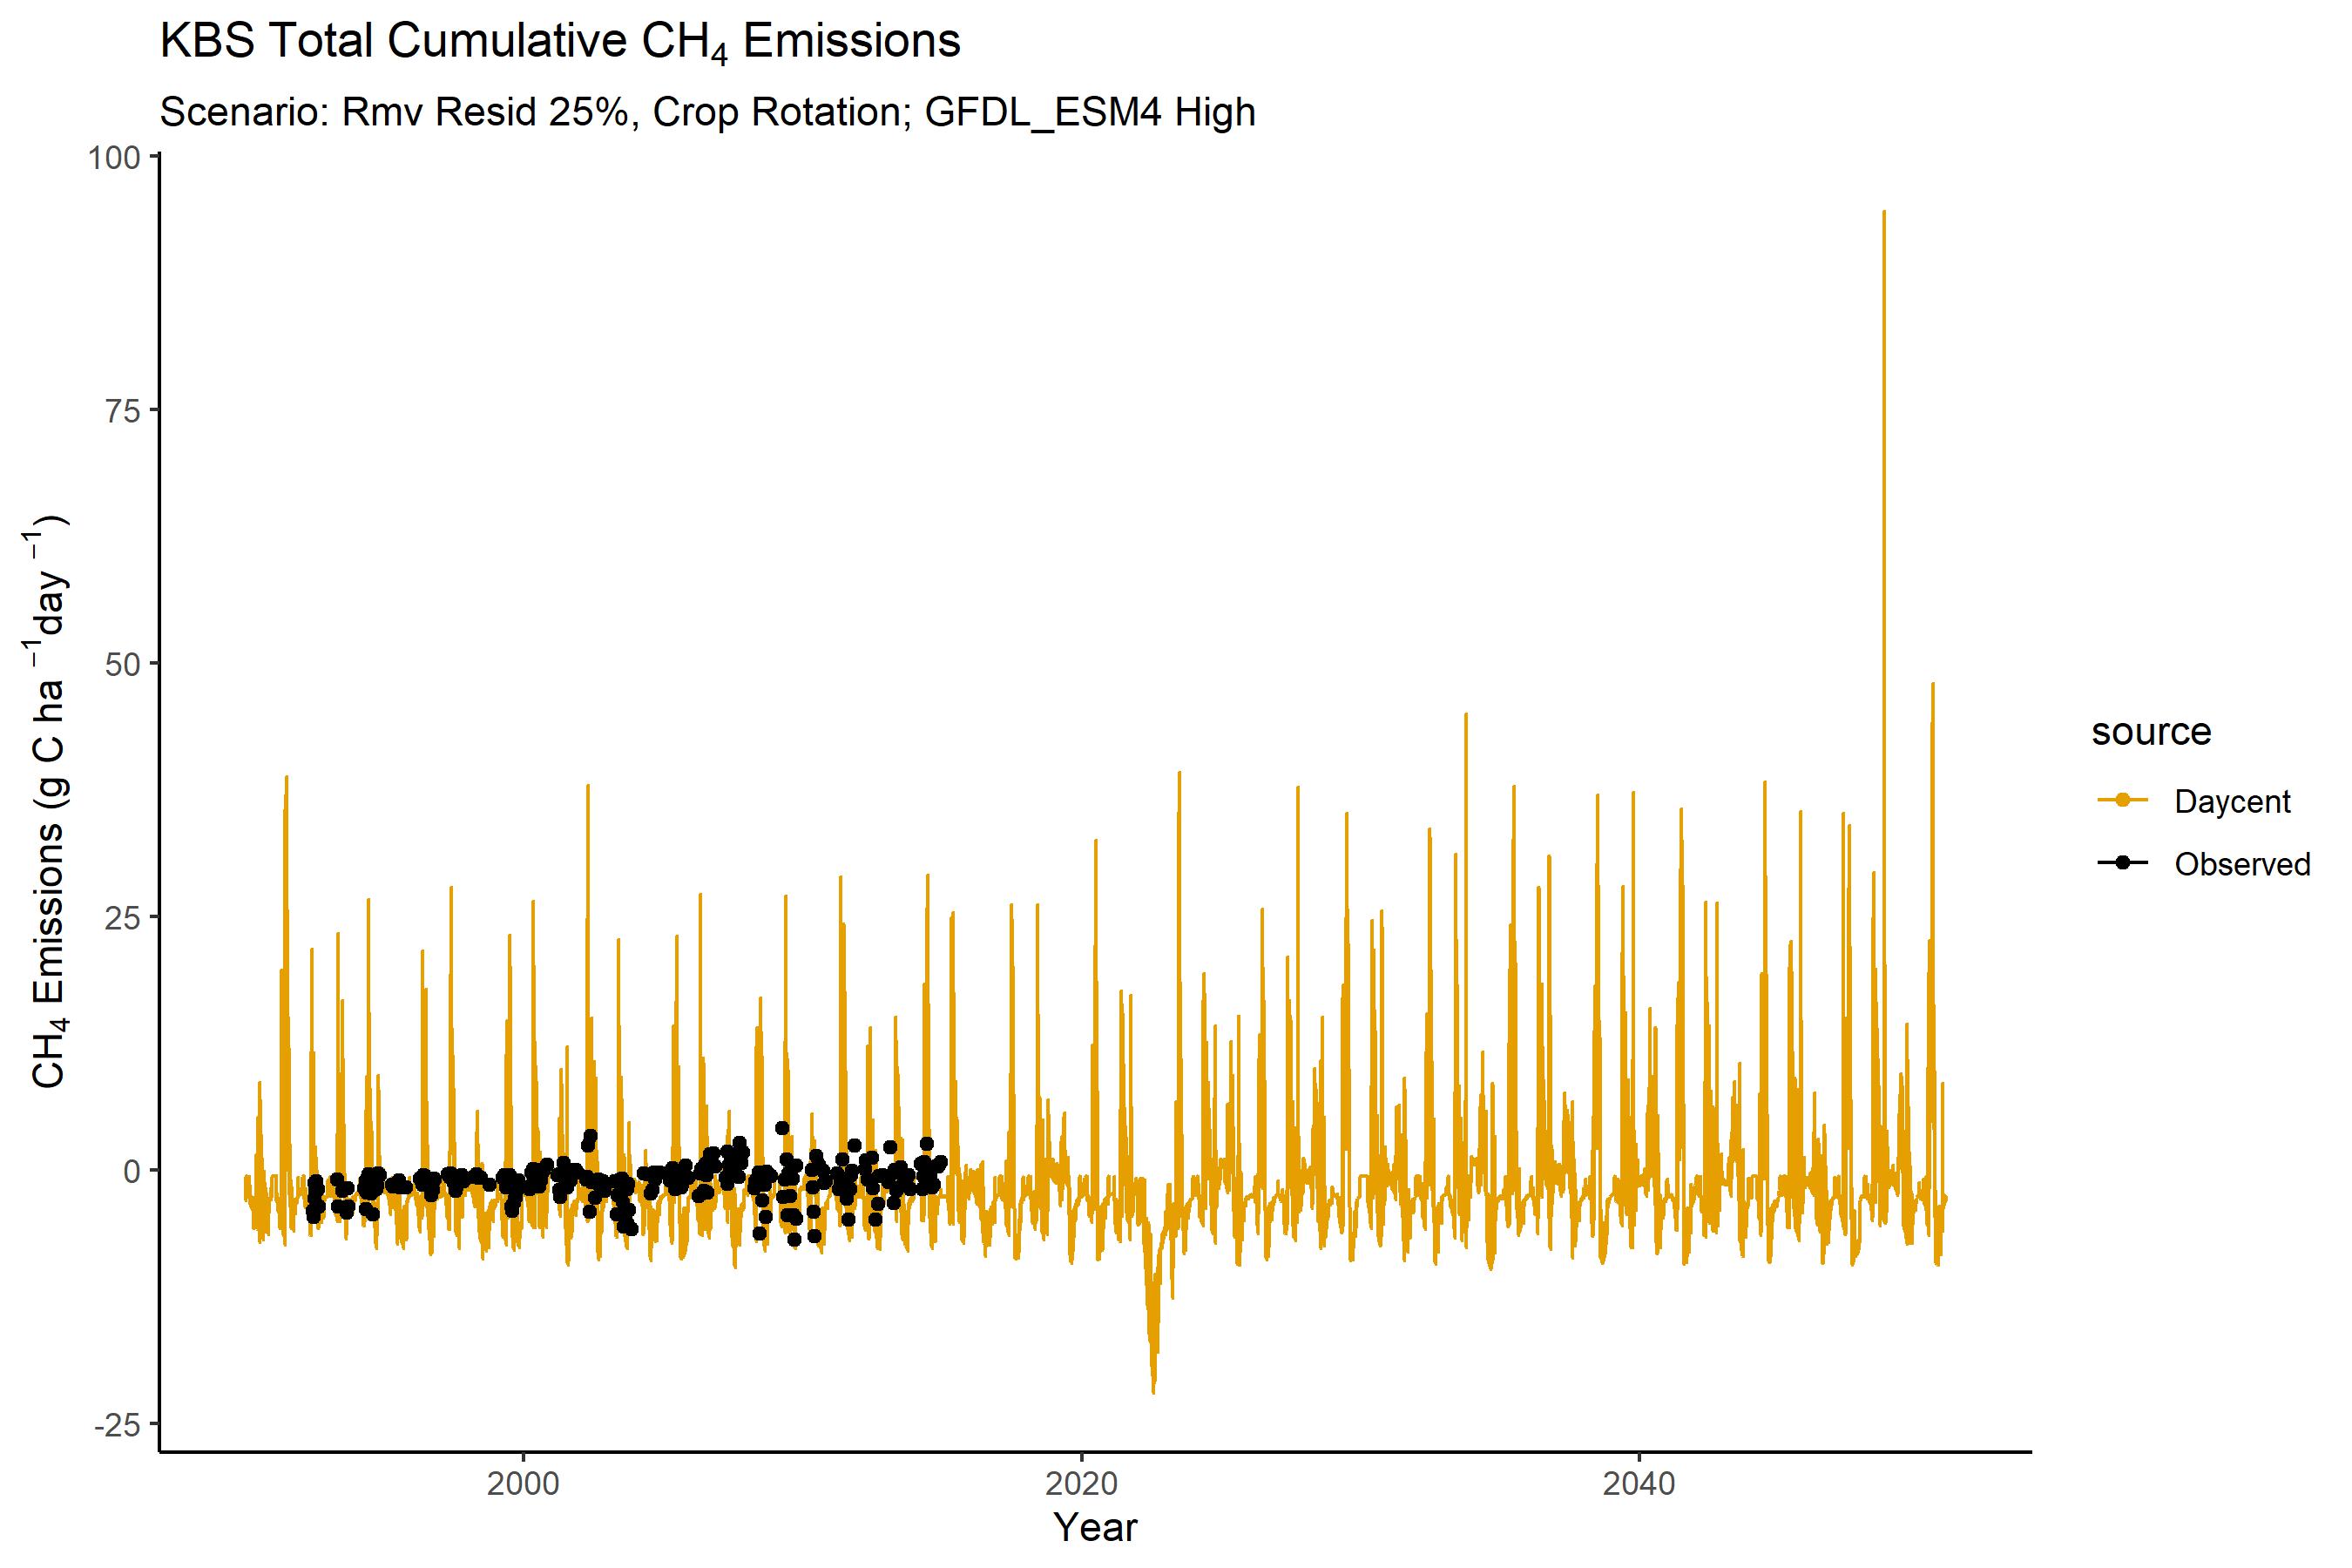 KBS Total Cumulative CH₄ Emissions
Scenario: Rmv Resid 25%, Crop Rotation; GFDL_ESM4 High
CH₄ Emissions (g C ha ⁻¹day ⁻¹)
100
75
50
25
0
-25
2000
2020
2040
Year
source
Daycent
Observed